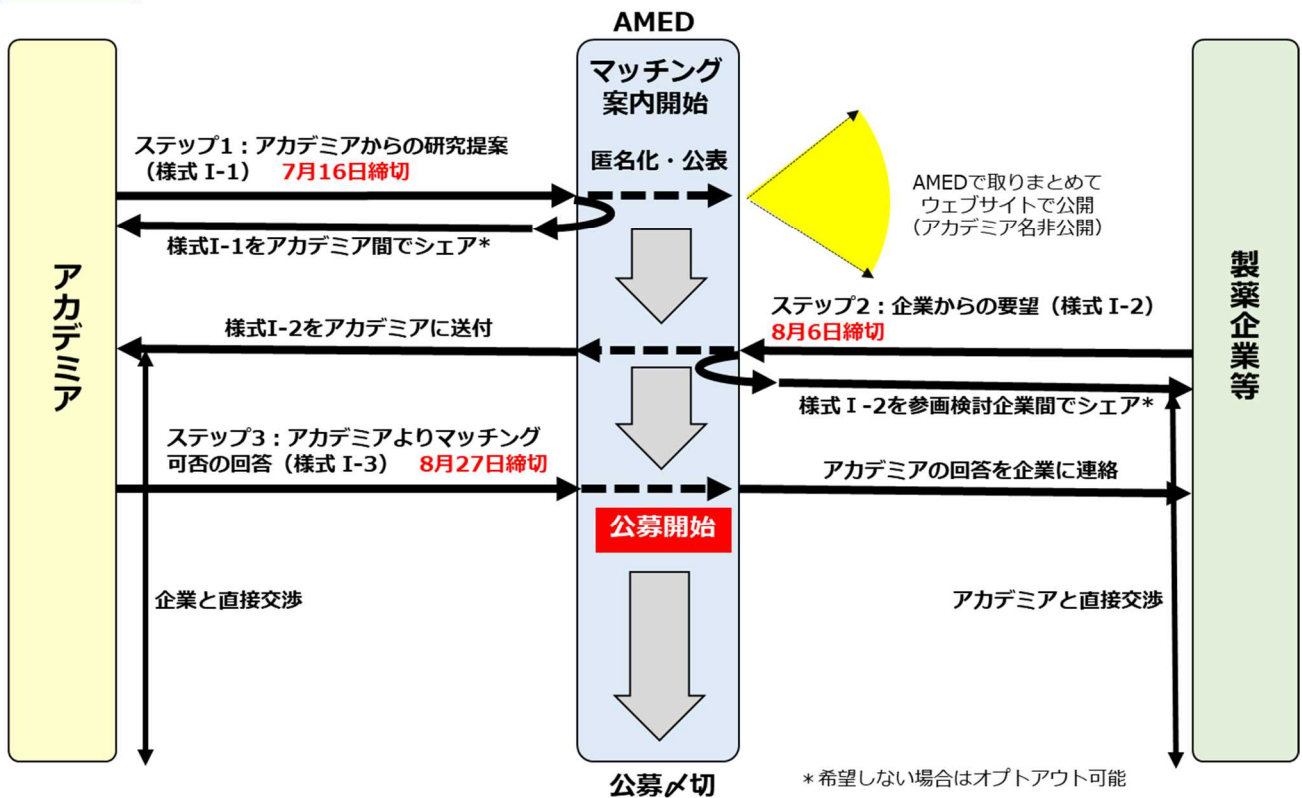 AMED
マッチング
案内開始
ステップ1：アカデミアからの研究提案
（様式 I-1） 7月16日締切
匿名化・公表
AMEDで取りまとめて
ウェブサイトで公開
（アカデミア名非公開）
様式I-1をアカデミア間でシェア*
アカデミア
製薬企業等
ステップ2：企業からの要望（様式 I-2）
8月6日締切
様式I-2をアカデミアに送付
様式Ⅰ-2を参画検討企業間でシェア*
ステップ3：アカデミアよりマッチング
可否の回答（様式 I-3） 8月27日締切
アカデミアの回答を企業に連絡
公募開始
企業と直接交渉
アカデミアと直接交渉
公募〆切
*希望しない場合はオプトアウト可能